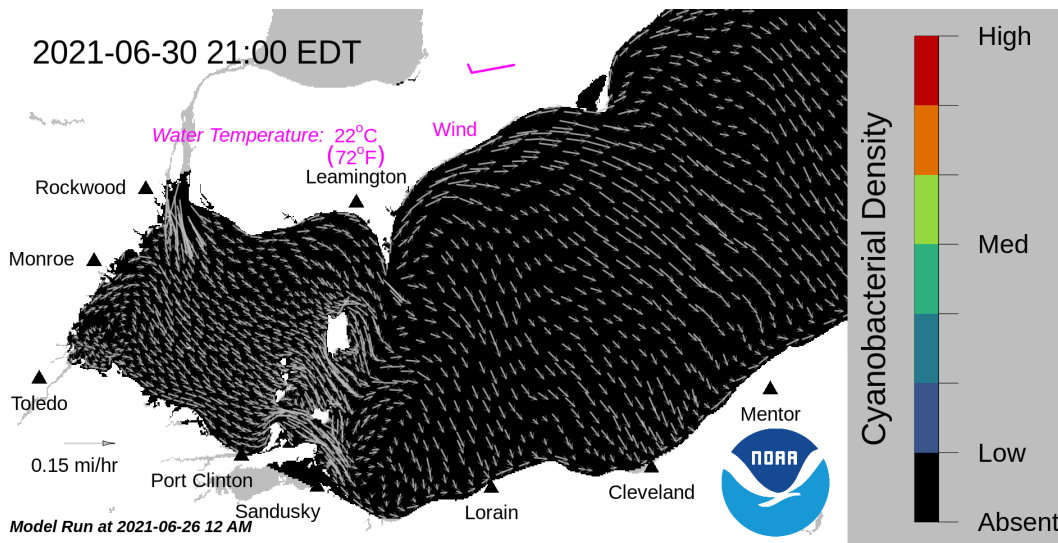 2021-06-30 21:00 EDT
Water Temperature: 22°C
(72°F)
Wind
Leamington
Rockwood
Monroe
Toledo
0.15 mi/hr
Port Clinton
Sandusky
Lorain
Cleveland
Mentor
NOAA
Model Run at 2021-06-26 12 AM
Cyanobacterial Density
High
Med
Low
Absent